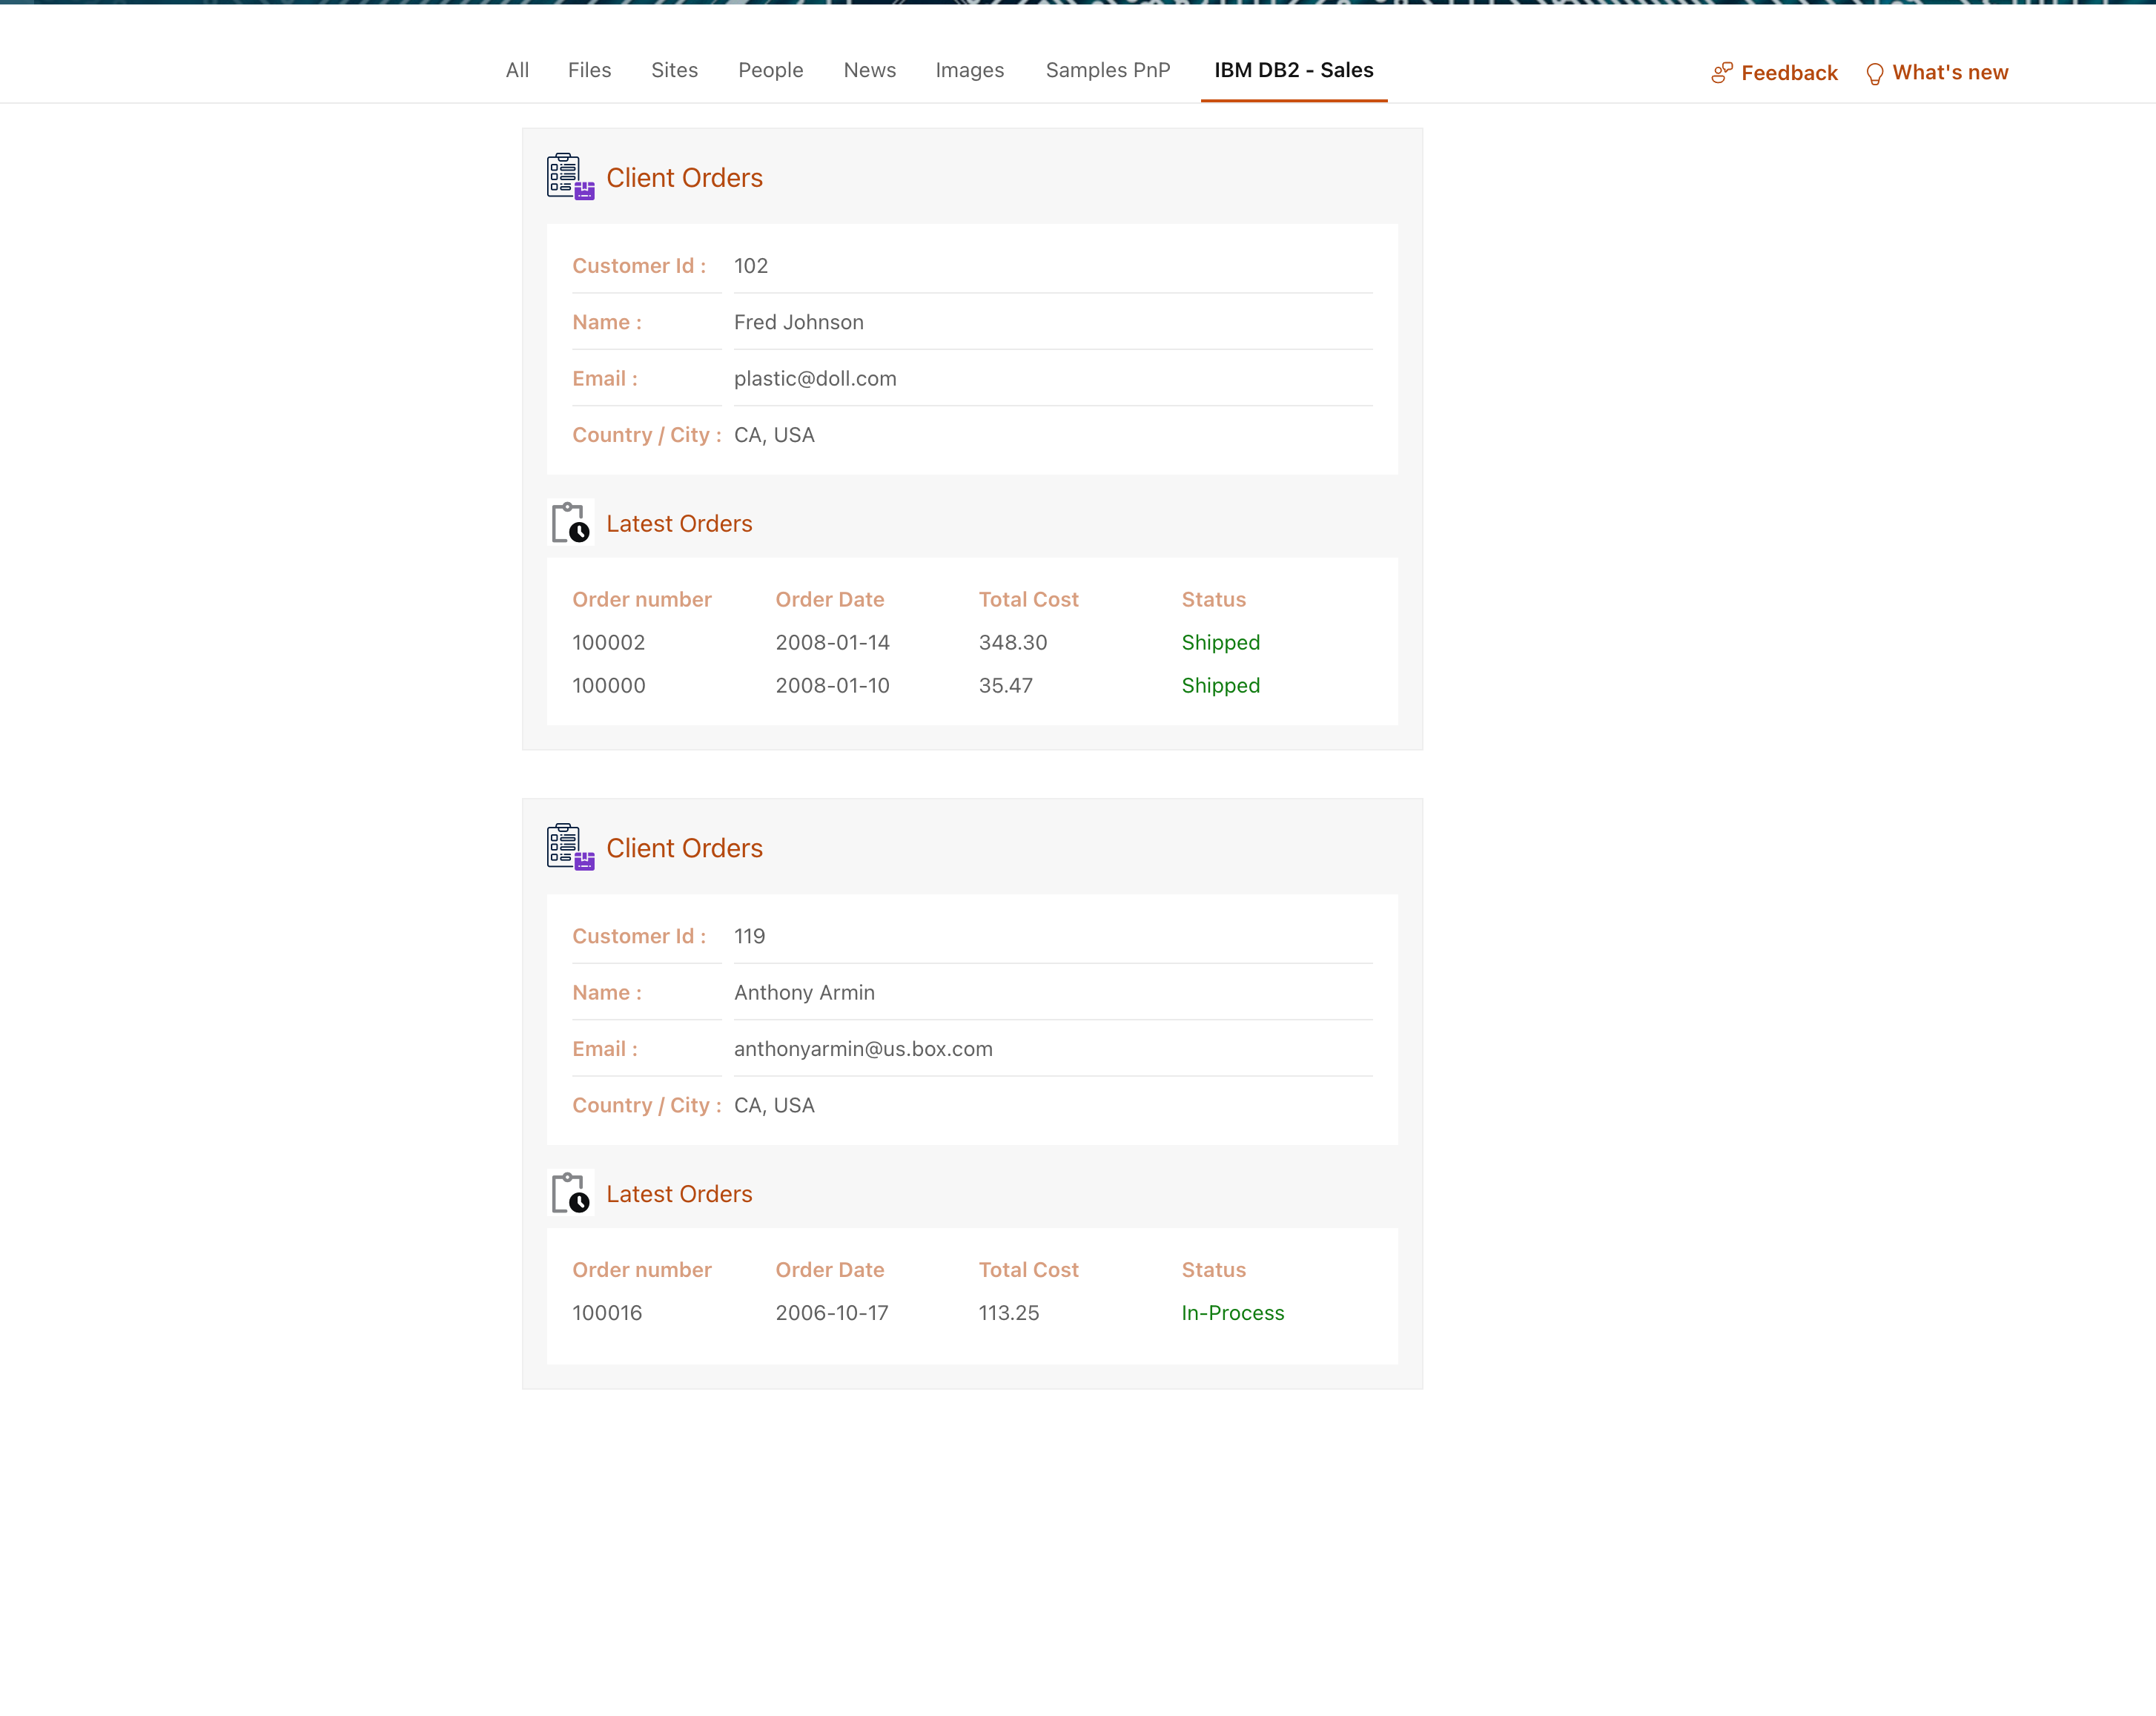 All Files Sites People News Images Samples PnP IBM DB2 - Sales Feedback What's new
Client Orders
Customer Id : 102
Name : Fred Johnson
Email : plastic@doll.com
Country / City : CA, USA
Latest Orders
Order number Order Date Total Cost Status
100002 2008-01-14 348.30 Shipped
100000 2008-01-10 35.47 Shipped
Client Orders
Customer Id : 119
Name : Anthony Armin
Email : anthonyarmin@us.box.com
Country / City : CA, USA
Latest Orders
Order number Order Date Total Cost Status
100016 2006-10-17 113.25 In-Process